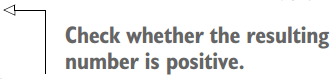 Check whether the resulting
number is positive.